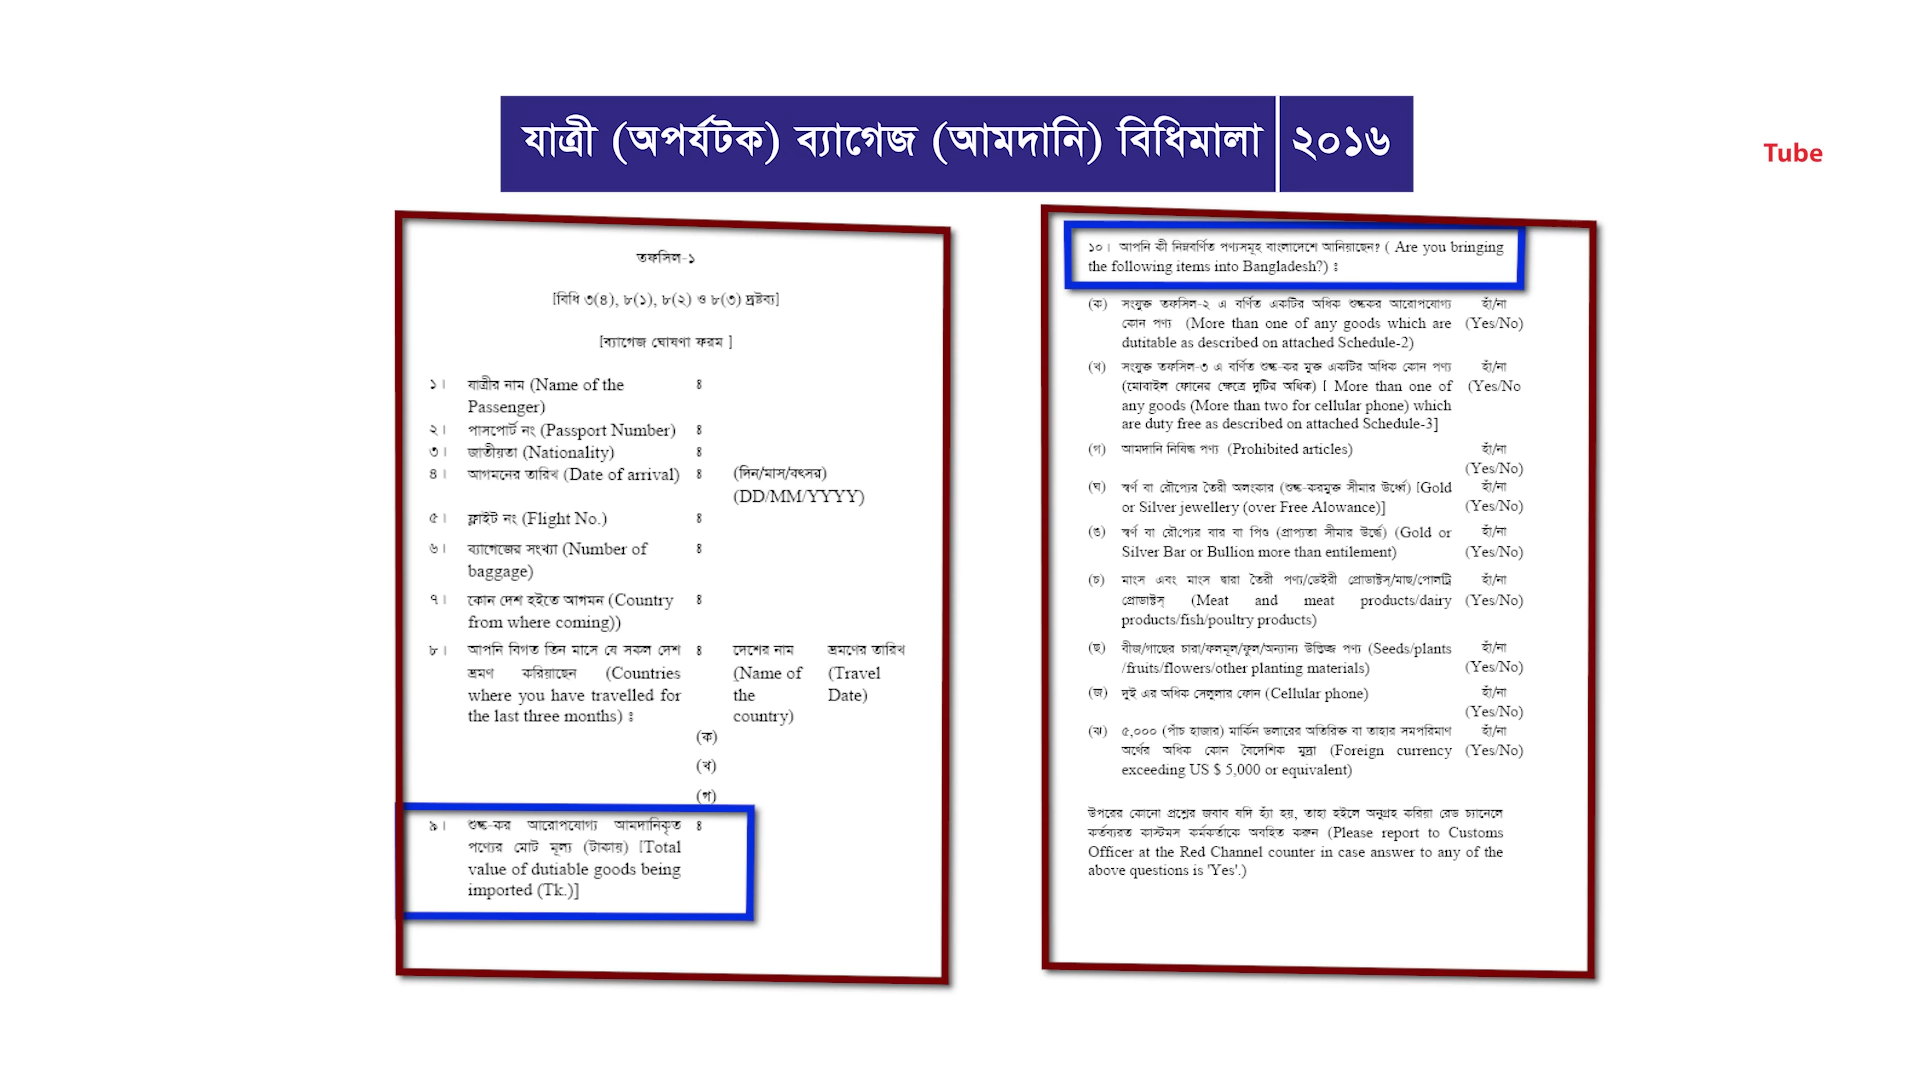 যাত্রী (অপর্যটক) ব্যাগেজ (আমদানি) বিধিমালা ২০১৬
Tube
তফসিল-১
[বিধি ৩(৪), ৮(১), ৮(২) ও ৮(৩) দ্রষ্টব্য]
[ব্যাগেজ ঘোষণা ফরম ]
১। যাত্রীর নাম (Name of the ঃ
Passenger)
২। পাসপোর্ট নং (Passport Number) ঃ
৩। জাতীয়তা (Nationality) ঃ
৪। আগমনের তারিখ (Date of arrival) ঃ (দিন/মাস/বৎসর)
(DD/MM/YYYY)
৫। ফ্লাইট নং (Flight No.) ঃ
৬। ব্যাগেজের সংখ্যা (Number of ঃ
baggage)
৭। কোন দেশ হইতে আগমন (Country ঃ
from where coming))
৮। আপনি বিগত তিন মাসে যে সকল দেশ ঃ দেশের নাম ভ্রমণের তারিখ
ভ্রমণ করিয়াছেন (Countries (Name of (Travel
where you have travelled for the Date)
the last three months) ঃ country)
(ক)
(খ)
(গ)
৯। শুল্ক-কর আরোপযোগ্য আমদানিকৃত ঃ
পণ্যের মোট মূল্য (টাকায়) [Total
value of dutiable goods being
imported (Tk.)]
১০। আপনি কী নিম্নবর্ণিত পণ্যসমূহ বাংলাদেশে আনিয়াছেন? ( Are you bringing
the following items into Bangladesh?) ঃ
(ক) সংযুক্ত তফসিল-২ এ বর্ণিত একটির অধিক শুল্ককর আরোপযোগ্য হাঁ/না
কোন পণ্য (More than one of any goods which are (Yes/No)
dutitable as described on attached Schedule-2)
(খ) সংযুক্ত তফসিল-৩ এ বর্ণিত শুল্ক-কর মুক্ত একটির অধিক কোন পণ্য হাঁ/না
(মোবাইল ফোনের ক্ষেত্রে দুটির অধিক) [ More than one of (Yes/No
any goods (More than two for cellular phone) which
are duty free as described on attached Schedule-3]
(গ) আমদানি নিষিদ্ধ পণ্য (Prohibited articles) হাঁ/না
(Yes/No)
(ঘ) স্বর্ণ বা রৌপ্যের তৈরী অলংকার (শুল্ক-করমুক্ত সীমার উর্ধ্বে) [Gold হাঁ/না
or Silver jewellery (over Free Alowance)] (Yes/No)
(ঙ) স্বর্ণ বা রৌপ্যের বার বা পিণ্ড (প্রাপ্যতা সীমার উর্দ্ধে) (Gold or হাঁ/না
Silver Bar or Bullion more than entilement) (Yes/No)
(চ) মাংস এবং মাংস দ্বারা তৈরী পণ্য/ডেইরী প্রোডাক্টস্/মাছ/পোলট্রি হাঁ/না
প্রোডাক্টস্ (Meat and meat products/dairy (Yes/No)
products/fish/poultry products)
(ছ) বীজ/গাছের চারা/ফলমূল/ফুল/অন্যান্য উদ্ভিজ্জ পণ্য (Seeds/plants হাঁ/না
/fruits/flowers/other planting materials) (Yes/No)
(জ) দুই এর অধিক সেলুলার ফোন (Cellular phone) হাঁ/না
(Yes/No)
(ঝ) ৫,০০০ (পাঁচ হাজার) মার্কিন ডলারের অতিরিক্ত বা তাহার সমপরিমাণ হাঁ/না
অর্থের অধিক কোন বৈদেশিক মুদ্রা (Foreign currency (Yes/No)
exceeding US $ 5,000 or equivalent)
উপরের কোনো প্রশ্নের জবাব যদি হ্যাঁ হয়, তাহা হইলে অনুগ্রহ করিয়া রেড চ্যানেলে
কর্তব্যরত কাস্টমস কর্মকর্তাকে অবহিত করুন (Please report to Customs
Officer at the Red Channel counter in case answer to any of the
above questions is 'Yes'.)